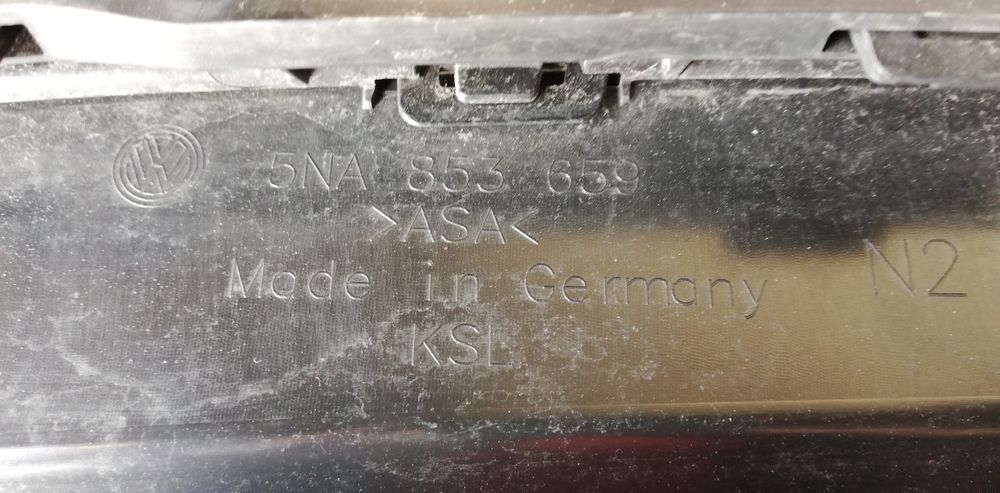 5NA 853 659
>ASA<
Made in Germany
N2
KSL